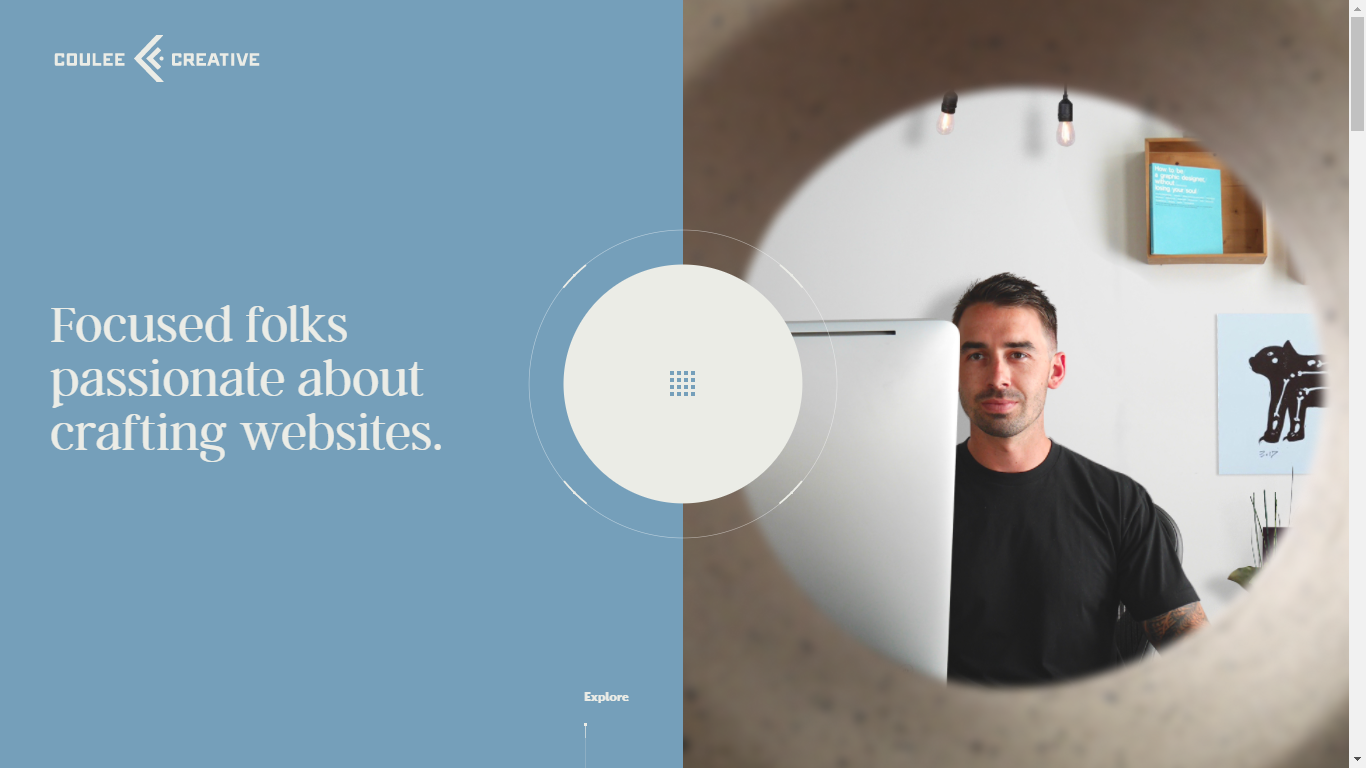 COULEE CREATIVE
Focused folks
passionate about
crafting websites.
How to be
a graphic designer,
without
losing your soul
Explore